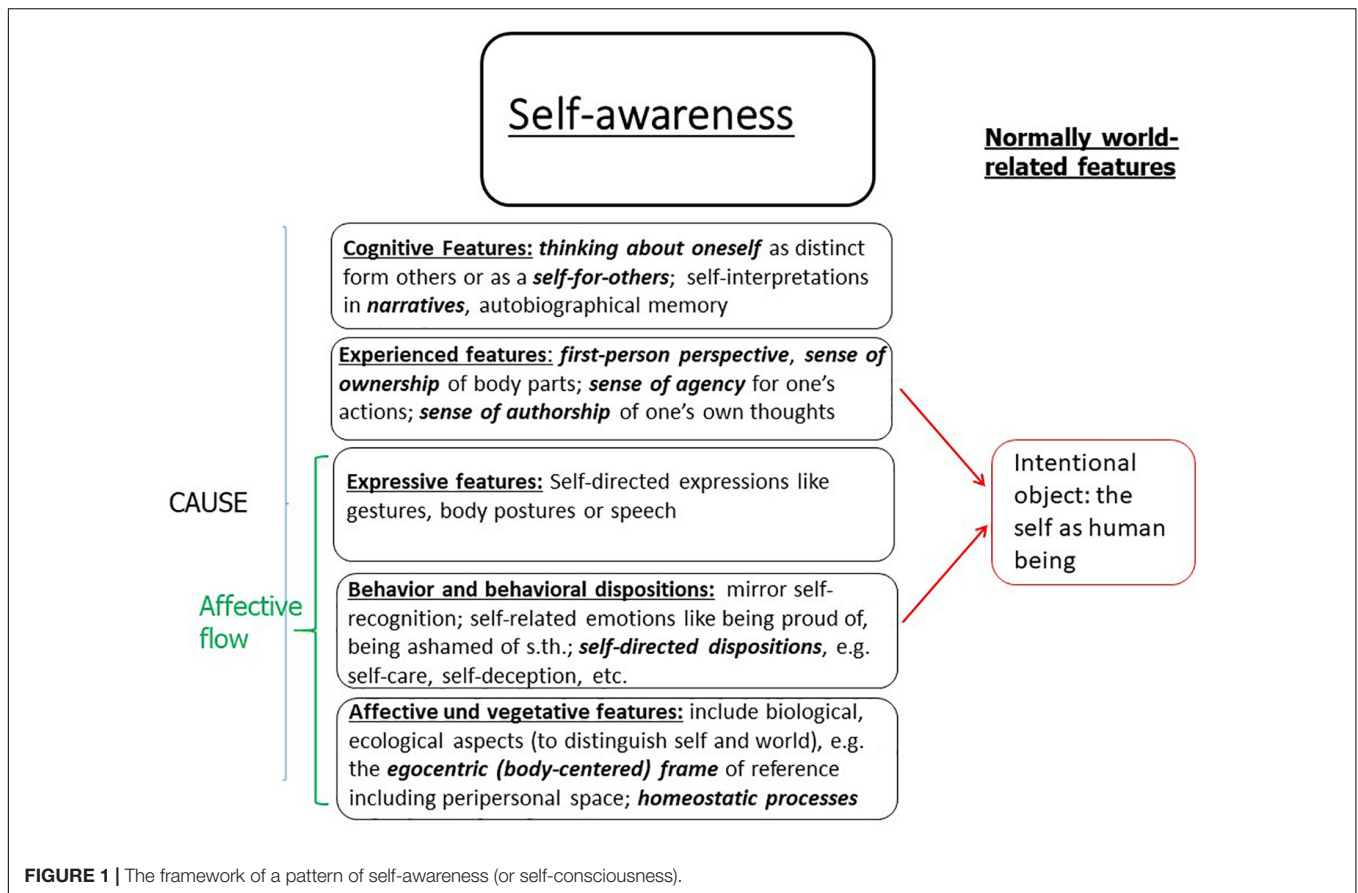 Self-awareness
Normally world-
related features
Cognitive Features: thinking about oneself as distinct
form others or as a self-for-others; self-interpretations
in narratives, autobiographical memory
Experienced features: first-person perspective, sense of
ownership of body parts; sense of agency for one's
actions; sense of authorship of one's own thoughts
Expressive features: Self-directed expressions like
gestures, body postures or speech
CAUSE
Intentional
object: the
self as human
being
Behavior and behavioral dispositions: mirror self-
recognition; self-related emotions like being proud of,
being ashamed of s.th.; self-directed dispositions, e.g.
self-care, self-deception, etc.
Affective
flow
Affective und vegetative features: include biological,
ecological aspects (to distinguish self and world), e.g.
the egocentric (body-centered) frame of reference
including peripersonal space; homeostatic processes
FIGURE 1 | The framework of a pattern of self-awareness (or self-consciousness).